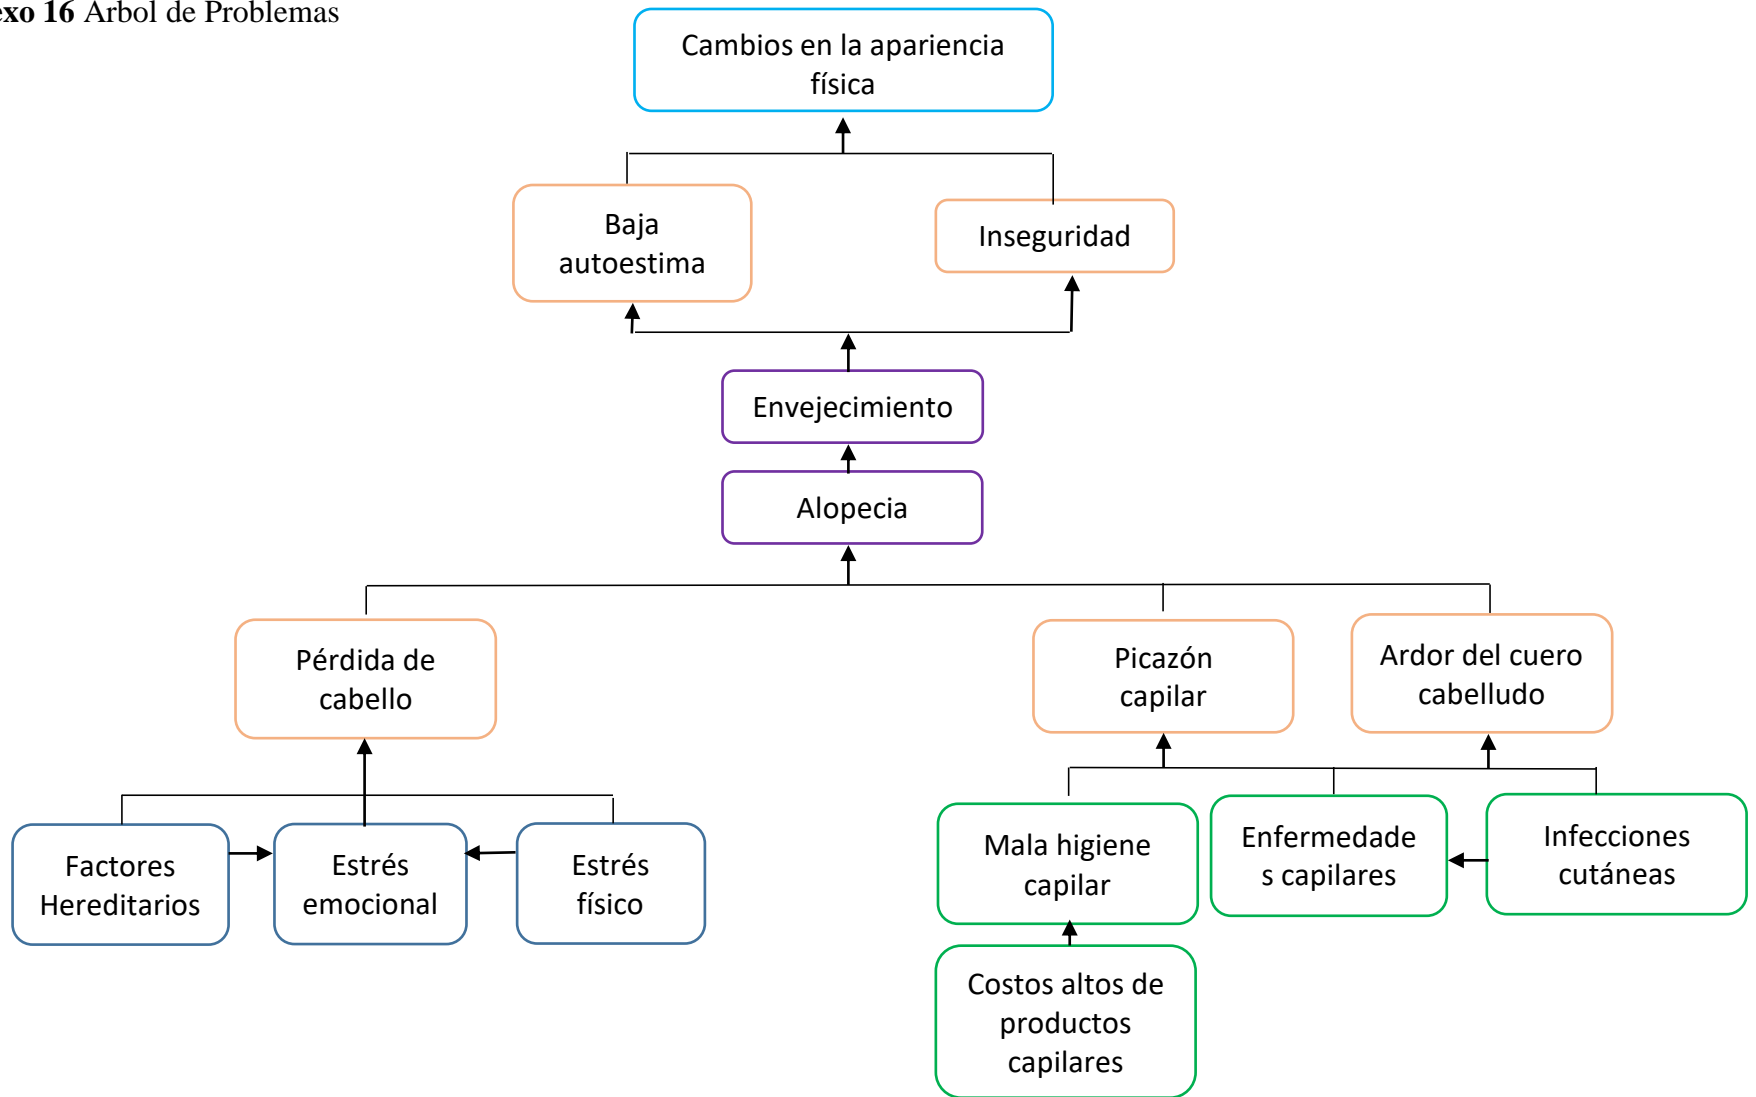 exo 16 Árbol de Problemas
Cambios en la apariencia
física
Baja
autoestima
Inseguridad
Envejecimiento
Alopecia
Pérdida de
cabello
Picazón
capilar
Ardor del cuero
cabelludo
Factores
Hereditarios
Estrés
emocional
Estrés
físico
Mala higiene
capilar
Enfermedade
s capilares
Infecciones
cutáneas
Costos altos de
productos
capilares